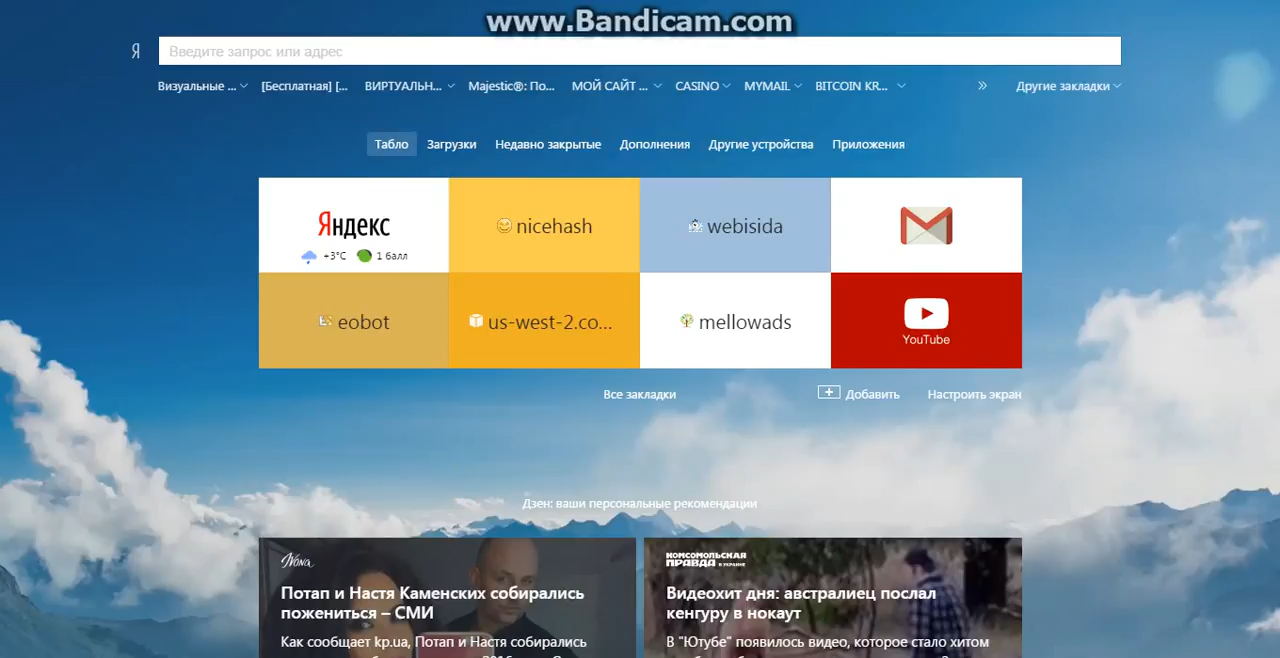 www.Bandicam.com
Я Введите запрос или адрес
Визуальные ... [Бесплатная] [... ВИРТУАЛЬН... Majestic®: По... МОЙ САЙТ ... CASINO MYMAIL BITCOIN KR... » Другие закладки
Табло Загрузки Недавно закрытые Дополнения Другие устройства Приложения
Яндекс
+3°C 1 балл
nicehash
webisida
eobot
us-west-2.co...
mellowads
YouTube
Все закладки Добавить Настроить экран
Дзен: ваши персональные рекомендации
Ивона
Потап и Настя Каменских собирались
пожениться – СМИ
Как сообщает kp.ua, Потап и Настя собирались
КОМСОМОЛЬСКАЯ
ПРАВДА В УКРАИНЕ
Видеохит дня: австралиец послал
кенгуру в нокаут
В "Ютубе" появилось видео, которое стало хитом